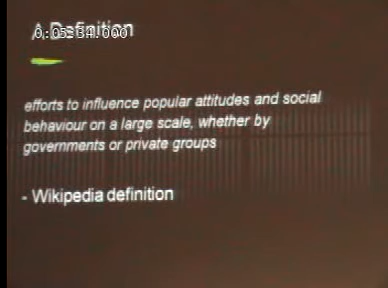 A Definition
0:05:34.000
efforts to influence popular attitudes and social
behaviour on a large scale, whether by
governments or private groups
- Wikipedia definition